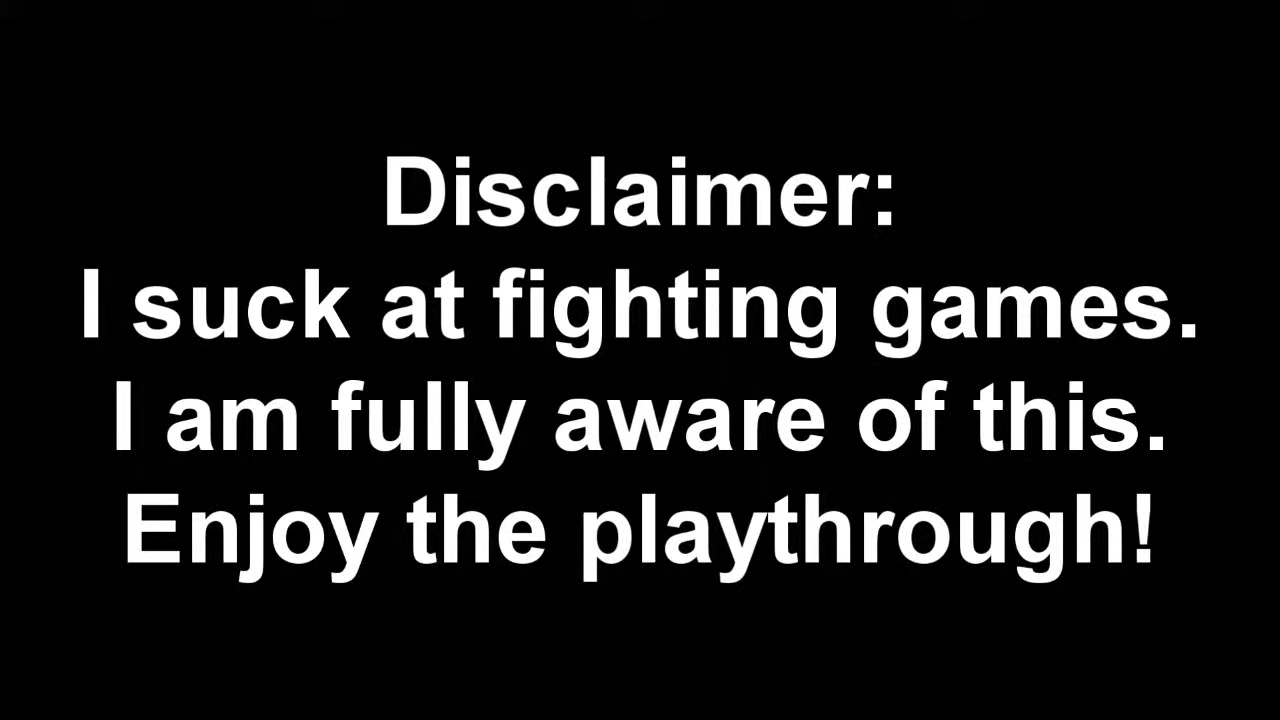 Disclaimer:
I suck at fighting games.
I am fully aware of this.
Enjoy the playthrough!